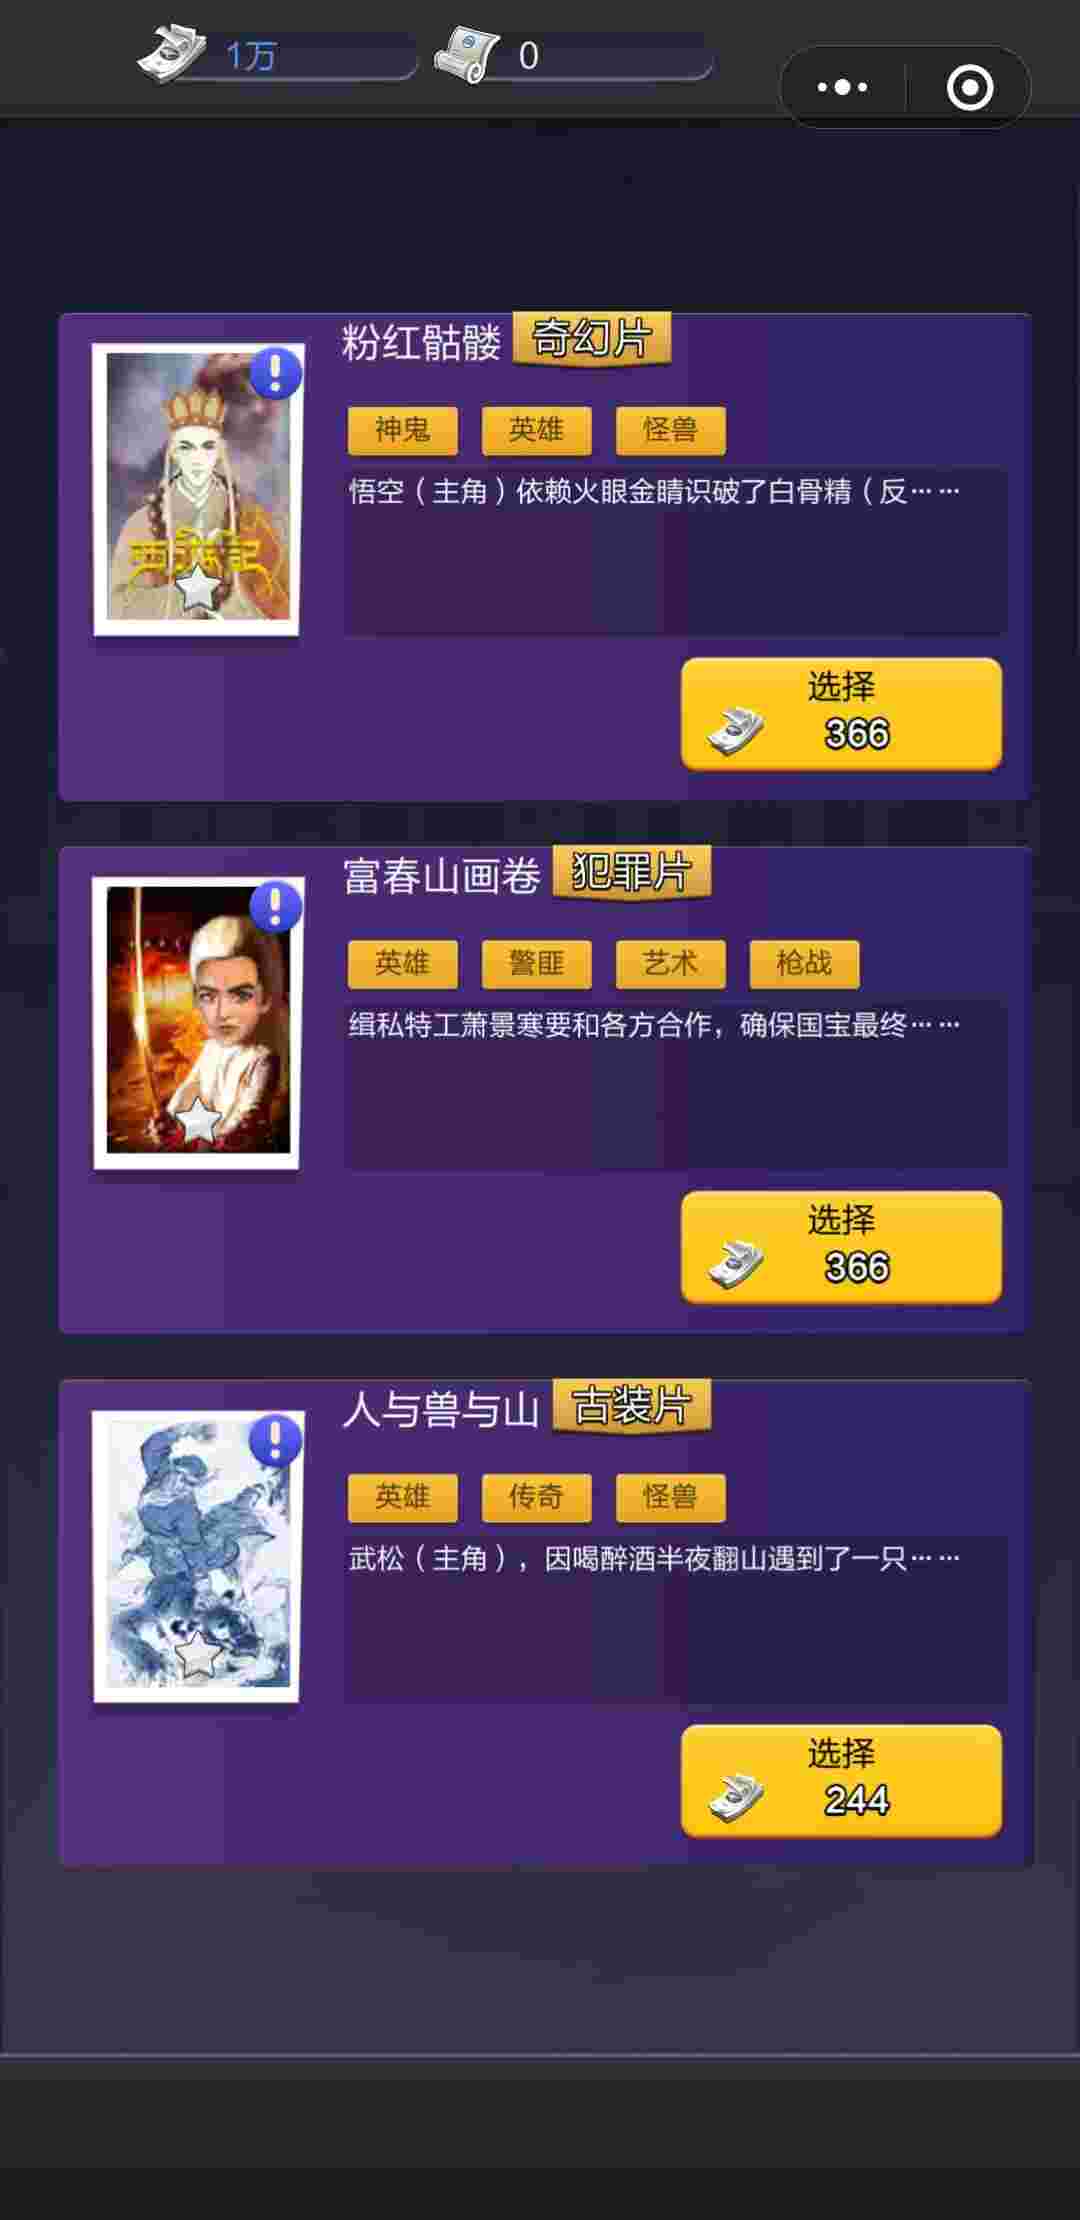 1万
0
粉红骷髅 奇幻片
神鬼 英雄 怪兽
悟空（主角）依赖火眼金睛识破了白骨精（反……
西游記
选择
366
富春山画卷 犯罪片
英雄 警匪 艺术 枪战
缉私特工萧景寒要和各方合作，确保国宝最终……
选择
366
人与兽与山 古装片
英雄 传奇 怪兽
武松（主角），因喝醉酒半夜翻山遇到了一只……
选择
244